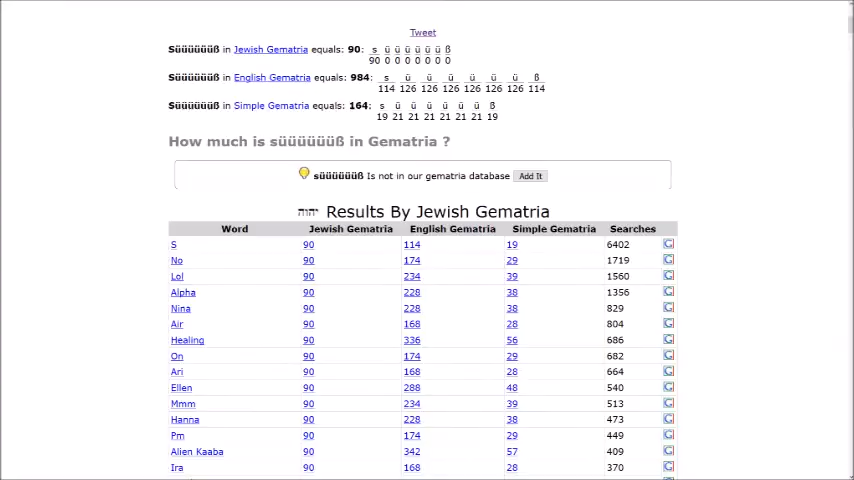 Tweet
Süüüüüüß in Jewish Gematria equals: 90: s ü ü ü ü ü ü ß
90 0 0 0 0 0 0 0
Süüüüüüß in English Gematria equals: 984: s ü ü ü ü ü ü ß
114 126 126 126 126 126 126 114
Süüüüüüß in Simple Gematria equals: 164: s ü ü ü ü ü ü ß
19 21 21 21 21 21 21 19
How much is süüüüüüß in Gematria ?
süüüüüüß Is not in our gematria database Add It
יהוה Results By Jewish Gematria
Word Jewish Gematria English Gematria Simple Gematria Searches
S 90 114 19 6402 G
No 90 174 29 1719 G
Lol 90 234 39 1560 G
Alpha 90 228 38 1356 G
Nina 90 228 38 829 G
Air 90 168 28 804 G
Healing 90 336 56 686 G
On 90 174 29 682 G
Ari 90 168 28 664 G
Ellen 90 288 48 540 G
Mmm 90 234 39 513 G
Hanna 90 228 38 473 G
Pm 90 174 29 449 G
Alien Kaaba 90 342 57 409 G
Ira 90 168 28 370 G